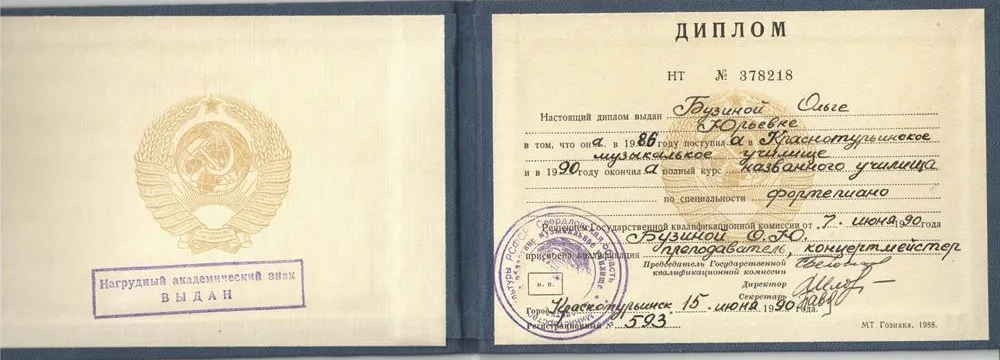 Нагрудный академический знак
ВЫДАН
ДИПЛОМ
НТ № 378218
Настоящий диплом выдан Бузиной Ольге
Юрьевне
в том, что она в 1986 году поступила в Краснотурьинское
музыкальное училище
и в 1990 году окончила полный курс названного училища
по специальности фортепиано
Решением Государственной квалификационной комиссии от 7 июня 1990 года
Бузиной О.Ю.
присвоена квалификация преподаватель, концертмейстер
Председатель Государственной
квалификационной комиссии
Директор
Секретарь
М. П.
Город Краснотурьинск 15 июня 1990 года.
Регистрационный № 593
МТ Гознака. 1988.